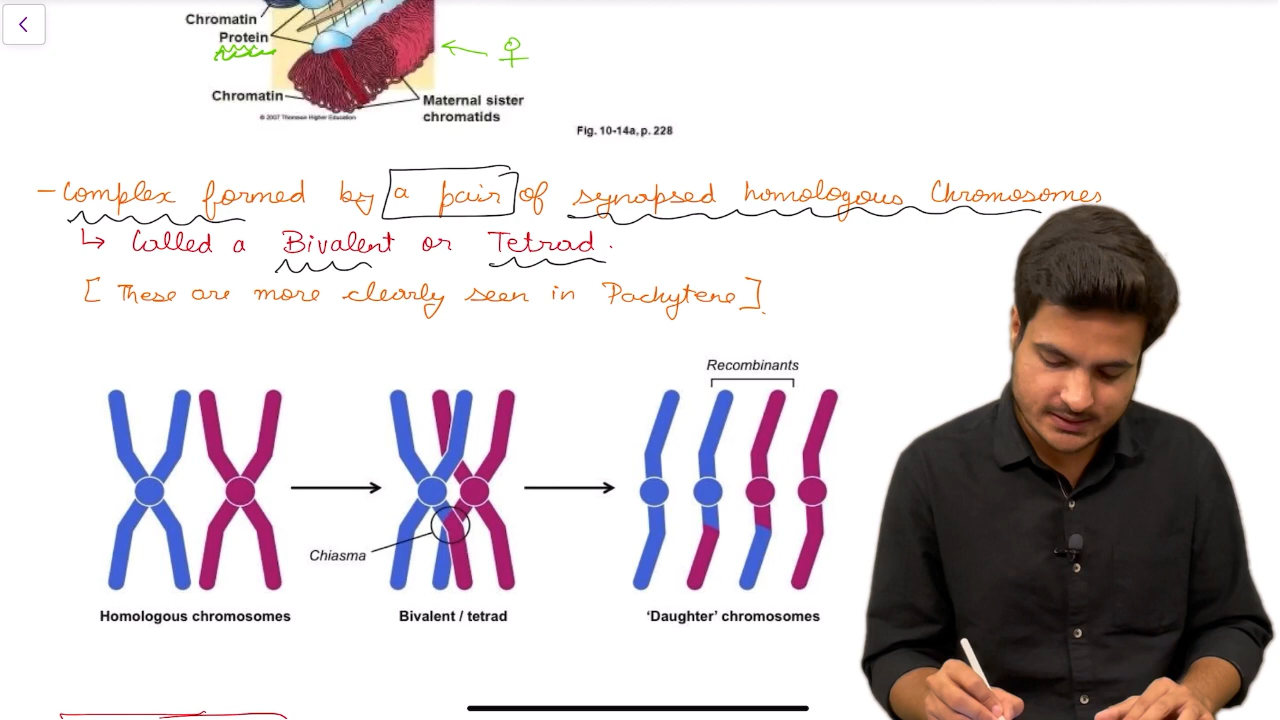 Chromatin
Protein
Chromatin
Maternal sister
chromatids
© 2007 Thomson Higher Education
Fig. 10-14a, p. 228
- Complex formed by a pair of synapsed homologous Chromosomes
↳ Called a Bivalent or Tetrad.
[These are more clearly seen in Pachytene].
Recombinants
Chiasma
Homologous chromosomes
Bivalent / tetrad
‘Daughter’ chromosomes